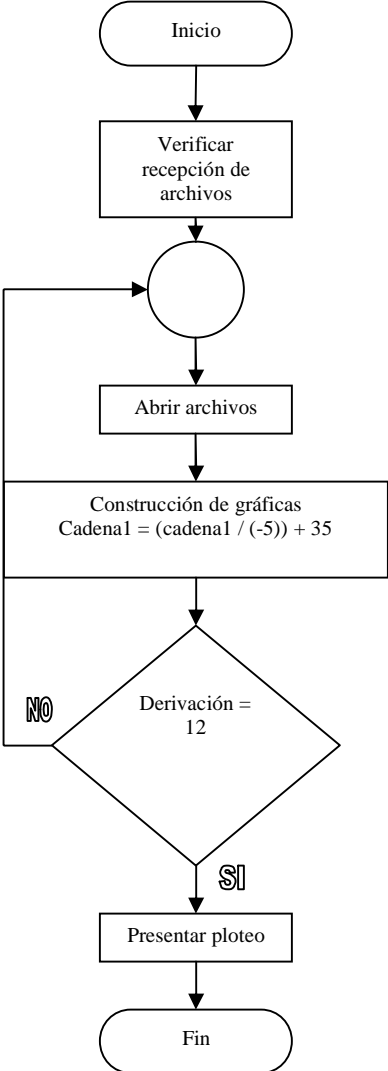 Inicio
Verificar
recepción de
archivos
Abrir archivos
Construcción de gráficas
Cadena1 = (cadena1 / (-5)) + 35
Derivación =
12
NO
SI
Presentar ploteo
Fin